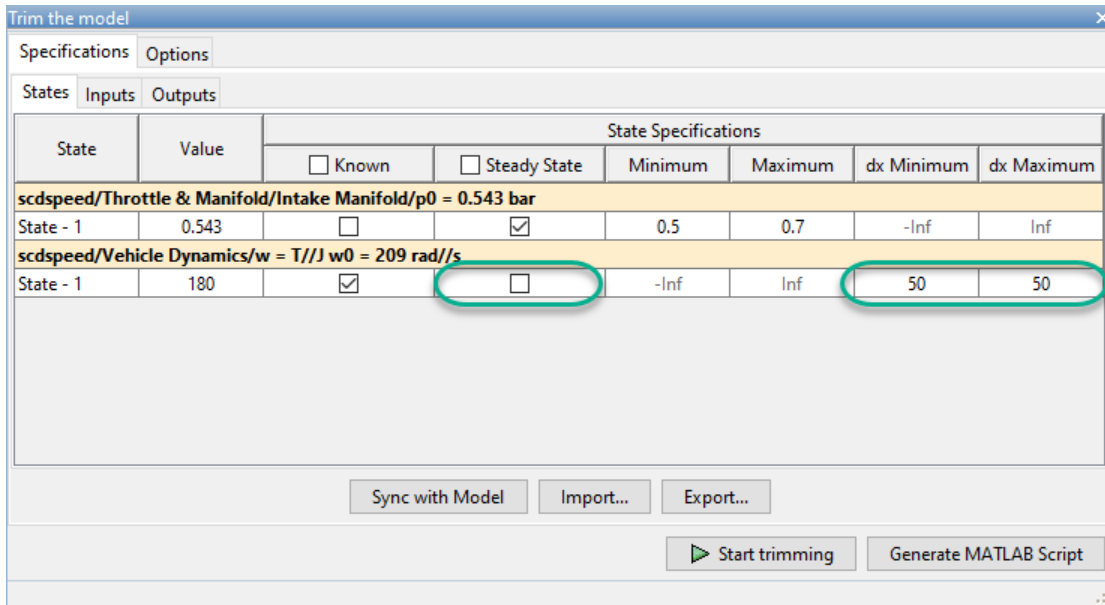 Trim the model
Specifications Options
States Inputs Outputs
State Value State Specifications
Known Steady State Minimum Maximum dx Minimum dx Maximum
scdspeed/Throttle & Manifold/Intake Manifold/p0 = 0.543 bar
State - 1 0.543 0.5 0.7 -Inf Inf
scdspeed/Vehicle Dynamics/w = T//J w0 = 209 rad//s
State - 1 180 -Inf Inf 50 50
Sync with Model Import... Export...
Start trimming Generate MATLAB Script